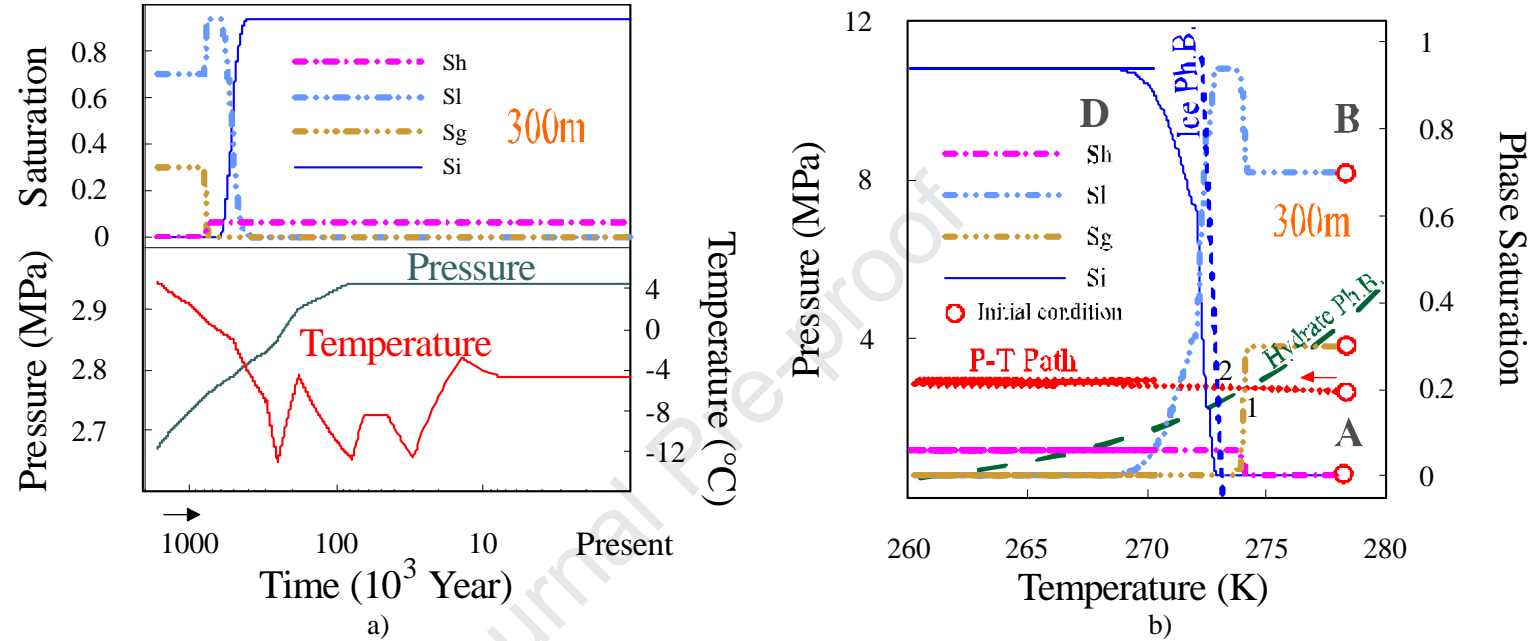 Saturation
0.8
0.6
0.4
0.2
0
Sh
Sl
Sg
Si
300m
Pressure (MPa)
2.9
2.8
2.7
Pressure
Temperature
Temperature (°C)
4
0
-4
-8
-12
1000
100
10
Present
Time (10³ Year)
a)
Pressure (MPa)
12
8
4
Ice Ph.B.
D
B
Sh
Sl
Sg
Si
Initial condition
300m
Hydrate Ph.B.
P-T Path
2
1
A
Phase Saturation
1
0.8
0.6
0.4
0.2
0
260
265
270
275
280
Temperature (K)
b)
urnal Pre-proof